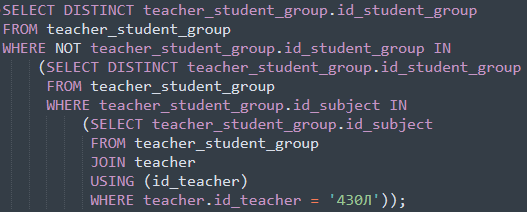 SELECT DISTINCT teacher_student_group.id_student_group
FROM teacher_student_group
WHERE NOT teacher_student_group.id_student_group IN
(SELECT DISTINCT teacher_student_group.id_student_group
FROM teacher_student_group
WHERE teacher_student_group.id_subject IN
(SELECT teacher_student_group.id_subject
FROM teacher_student_group
JOIN teacher
USING (id_teacher)
WHERE teacher.id_teacher = '430Л'));